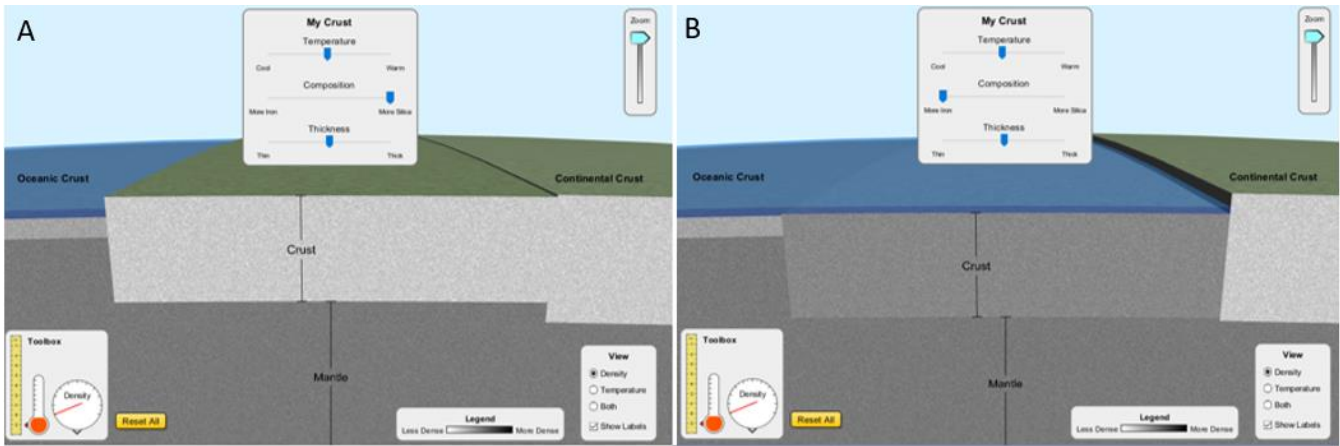 A
My Crust
Temperature
Cool Warm
Composition
More Iron More Silica
Thickness
Thin Thick
Zoom
Oceanic Crust
Continental Crust
Crust
Mantle
Toolbox
Density
Reset All
Legend
Less Dense More Dense
View
Density
Temperature
Both
Show Labels
B
My Crust
Temperature
Cool Warm
Composition
More Iron More Silica
Thickness
Thin Thick
Zoom
Oceanic Crust
Continental Crust
Crust
Mantle
Toolbox
Density
Reset All
Legend
Less Dense More Dense
View
Density
Temperature
Both
Show Labels